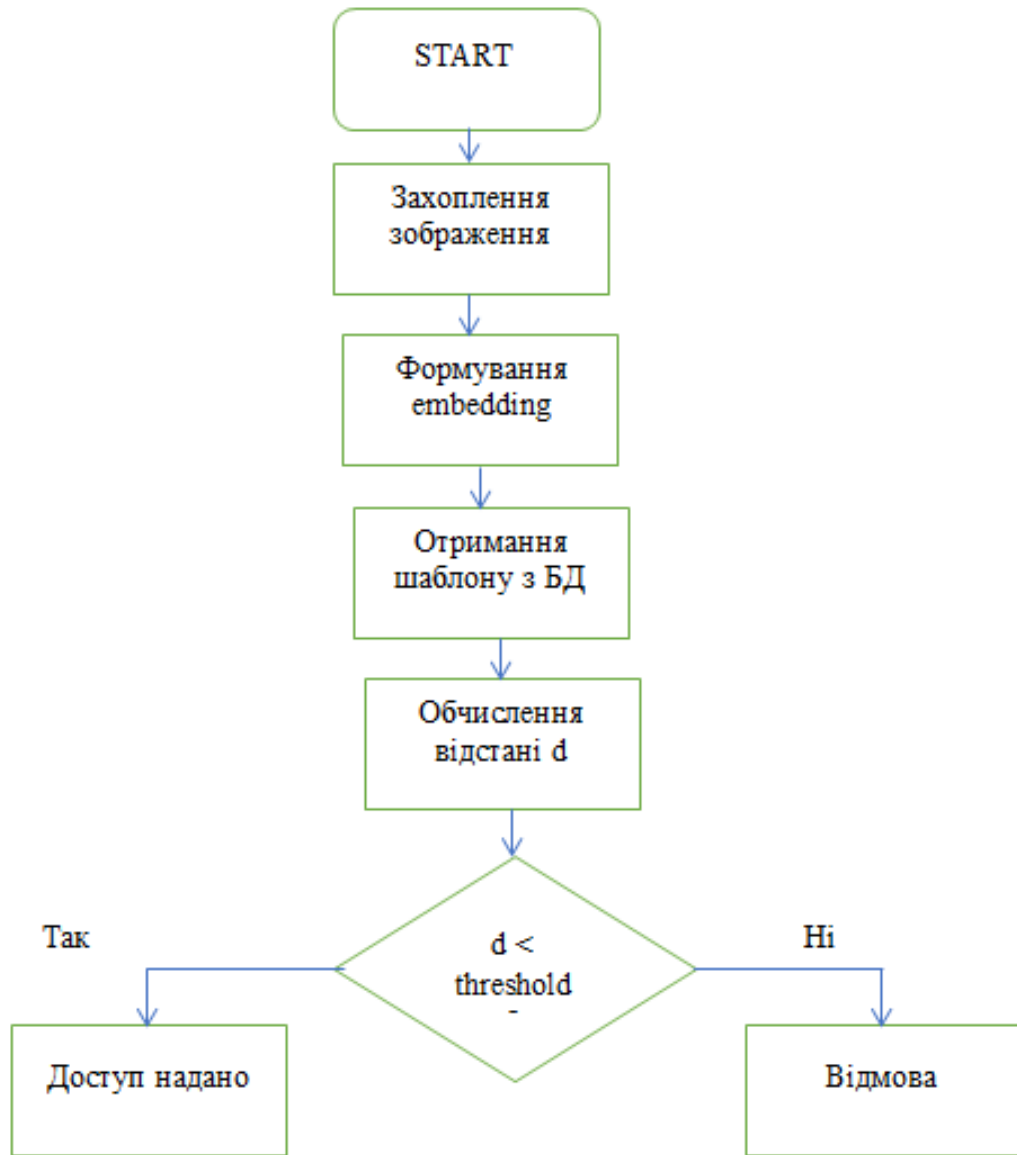 START
Захоплення
зображення
Формування
embedding
Отримання
шаблону з БД
Обчислення
відстані d
Так
Ні
d <
threshold
-
Доступ надано
Відмова